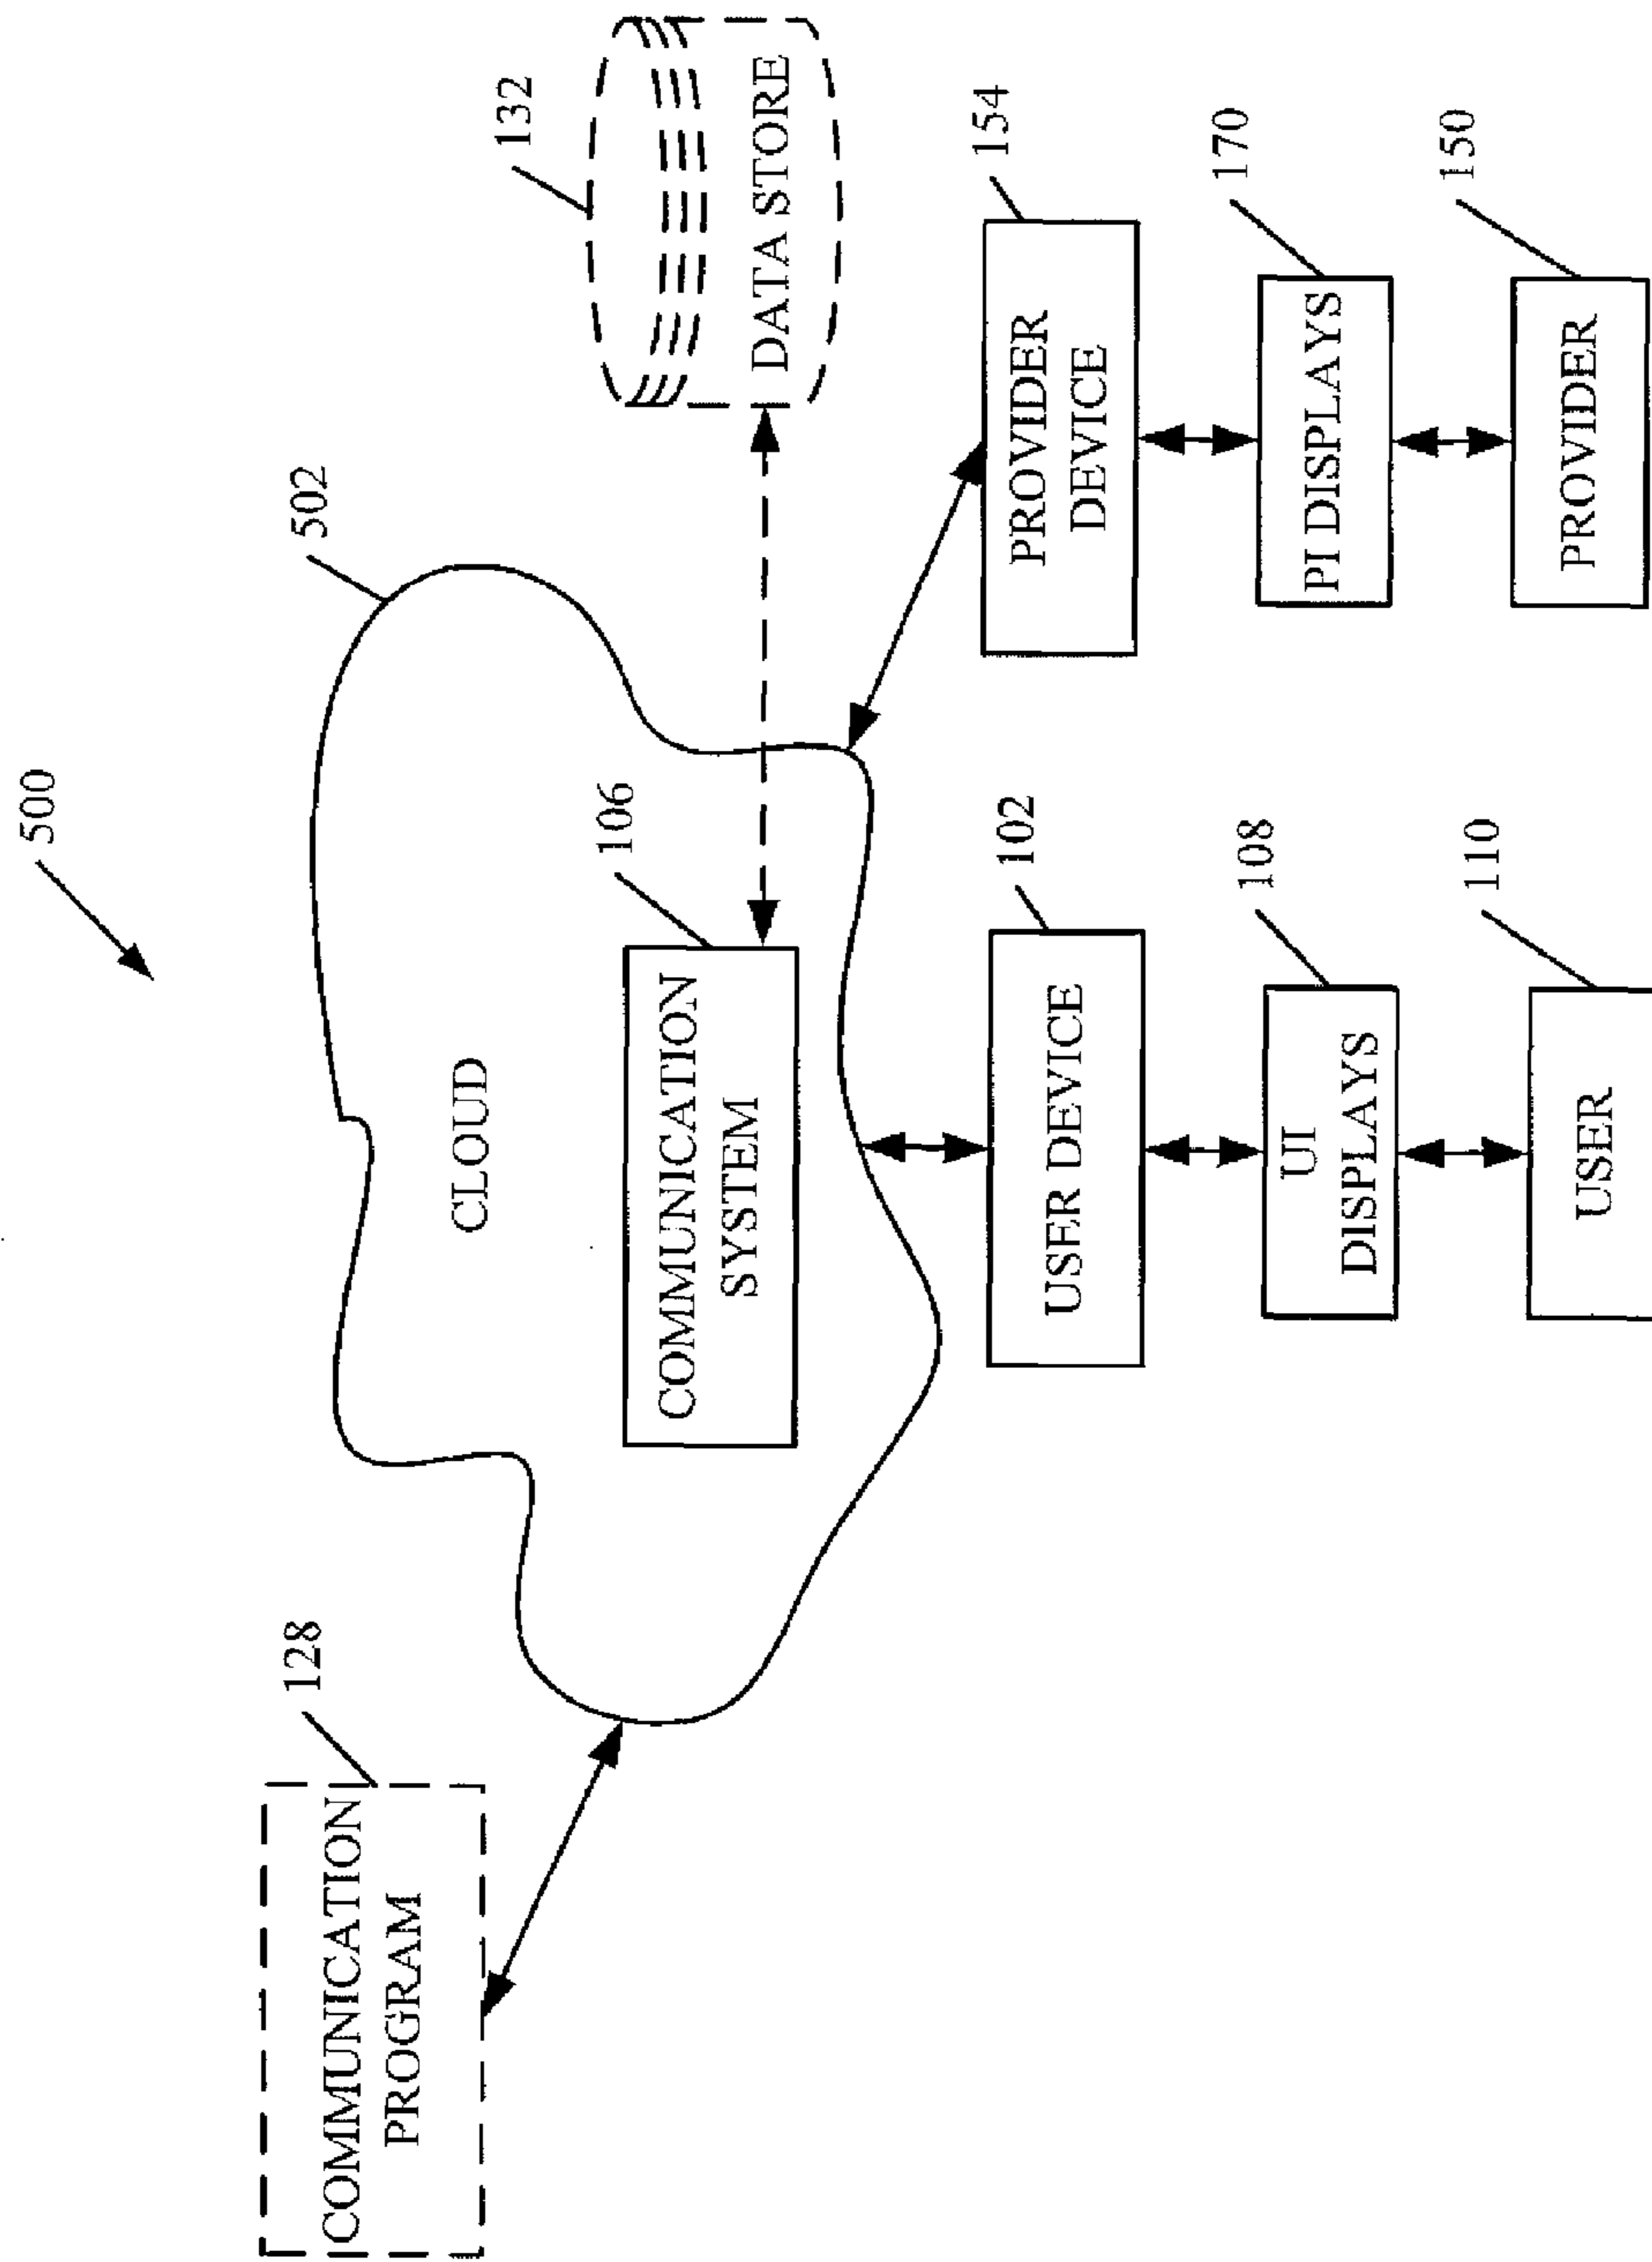 500
502
132
128
COMMUNICATION
PROGRAM
CLOUD
106
COMMUNICATION
SYSTEM
DATA STORE
102
154
USER DEVICE
PROVIDER
DEVICE
108
170
UI
DISPLAYS
PI DISPLAYS
110
150
USER
PROVIDER